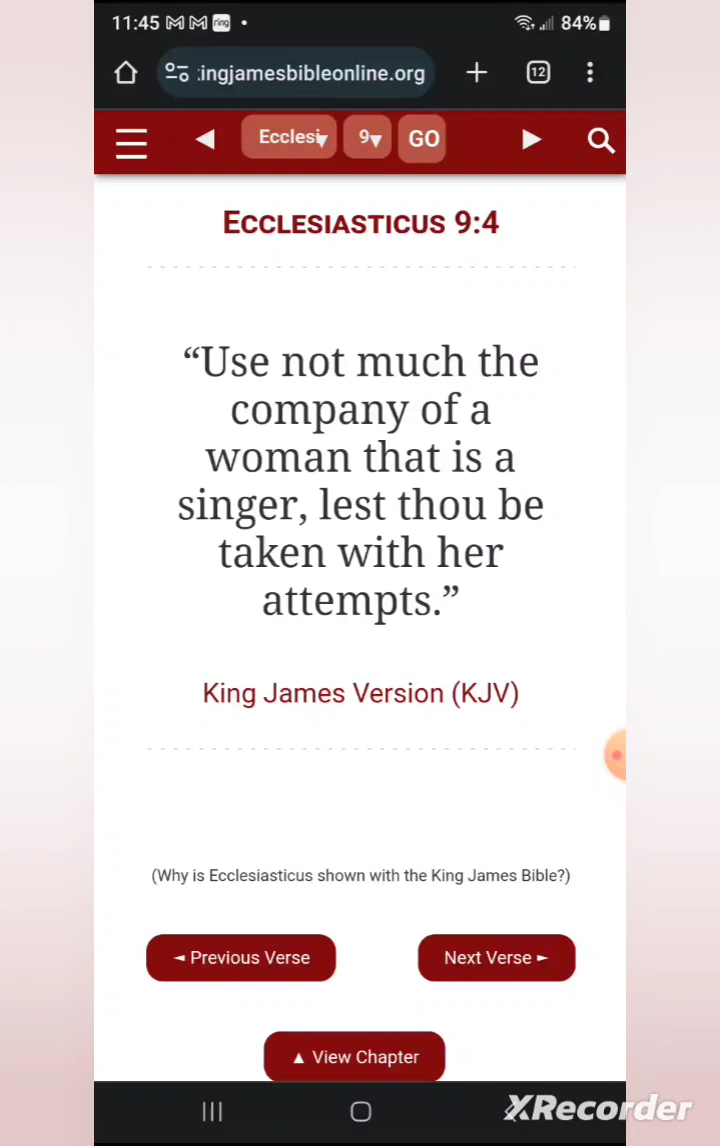 11:45 ring 84%
:ingjamesbibleonline.org 12
Ecclesi 9 GO
ECCLESIASTICUS 9:4
“Use not much the
company of a
woman that is a
singer, lest thou be
taken with her
attempts.”
King James Version (KJV)
(Why is Ecclesiasticus shown with the King James Bible?)
◄ Previous Verse Next Verse ►
▲ View Chapter
XRecorder